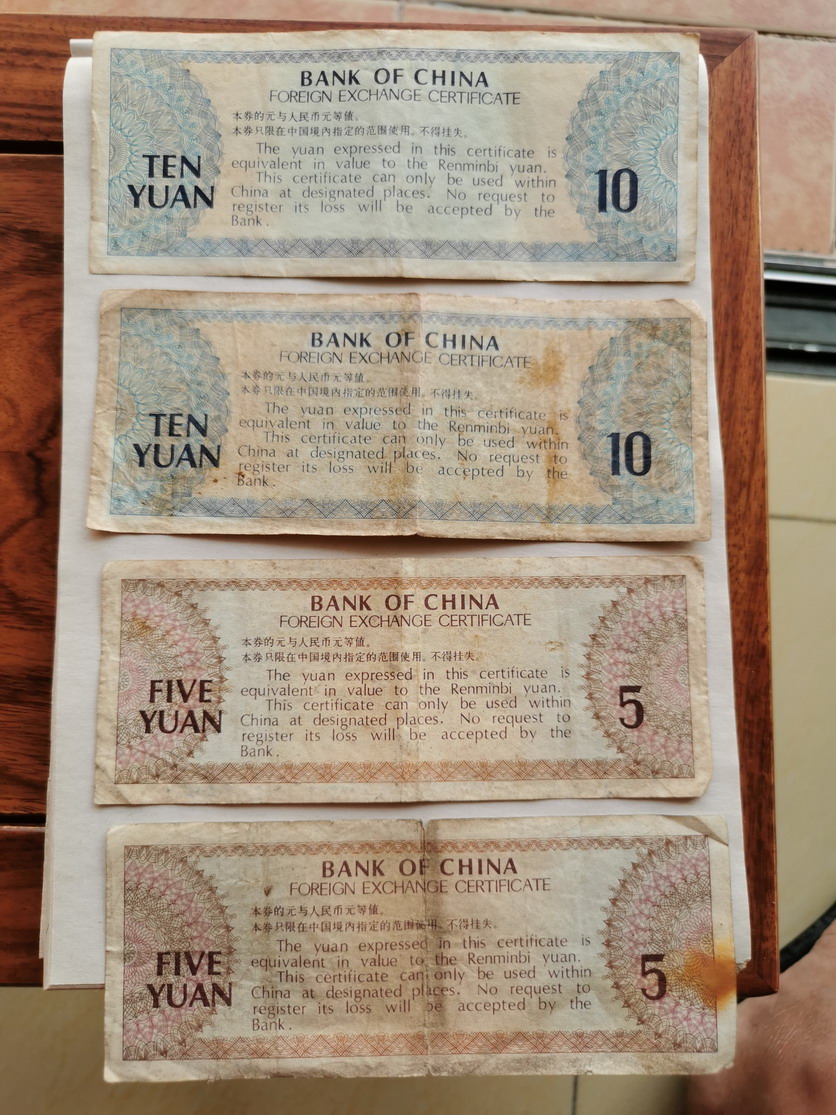 BANK OF CHINA
FOREIGN EXCHANGE CERTIFICATE
本券的元与人民币元等值。
本券只限在中国境内指定的范围使用。不得挂失。
The yuan expressed in this certificate is
equivalent in value to the Renminbi yuan.
This certificate can only be used within
China at designated places. No request to
register its loss will be accepted by the
Bank.
TEN
YUAN
10
BANK OF CHINA
FOREIGN EXCHANGE CERTIFICATE
本券的元与人民币元等值。
本券只限在中国境内指定的范围使用。不得挂失。
The yuan expressed in this certificate is
equivalent in value to the Renminbi yuan.
This certificate can only be used within
China at designated places. No request to
register its loss will be accepted by the
Bank.
TEN
YUAN
10
BANK OF CHINA
FOREIGN EXCHANGE CERTIFICATE
本券的元与人民币元等值。
本券只限在中国境内指定的范围使用。不得挂失。
The yuan expressed in this certificate is
equivalent in value to the Renminbi yuan.
This certificate can only be used within
China at designated places. No request to
register its loss will be accepted by the
Bank.
FIVE
YUAN
5
BANK OF CHINA
FOREIGN EXCHANGE CERTIFICATE
本券的元与人民币元等值。
本券只限在中国境内指定的范围使用。不得挂失。
The yuan expressed in this certificate is
equivalent in value to the Renminbi yuan.
This certificate can only be used within
China at designated places. No request to
register its loss will be accepted by the
Bank.
FIVE
YUAN
5